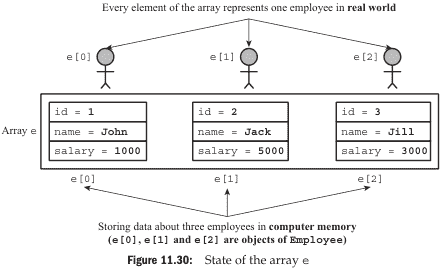 Every element of the array represents one employee in real world
e[0] e[1] e[2]
id = 1 id = 2 id = 3
Array e name = John name = Jack name = Jill
salary = 1000 salary = 5000 salary = 3000
e[0] e[1] e[2]
Storing data about three employees in computer memory
(e[0], e[1] and e[2] are objects of Employee)
Figure 11.30: State of the array e